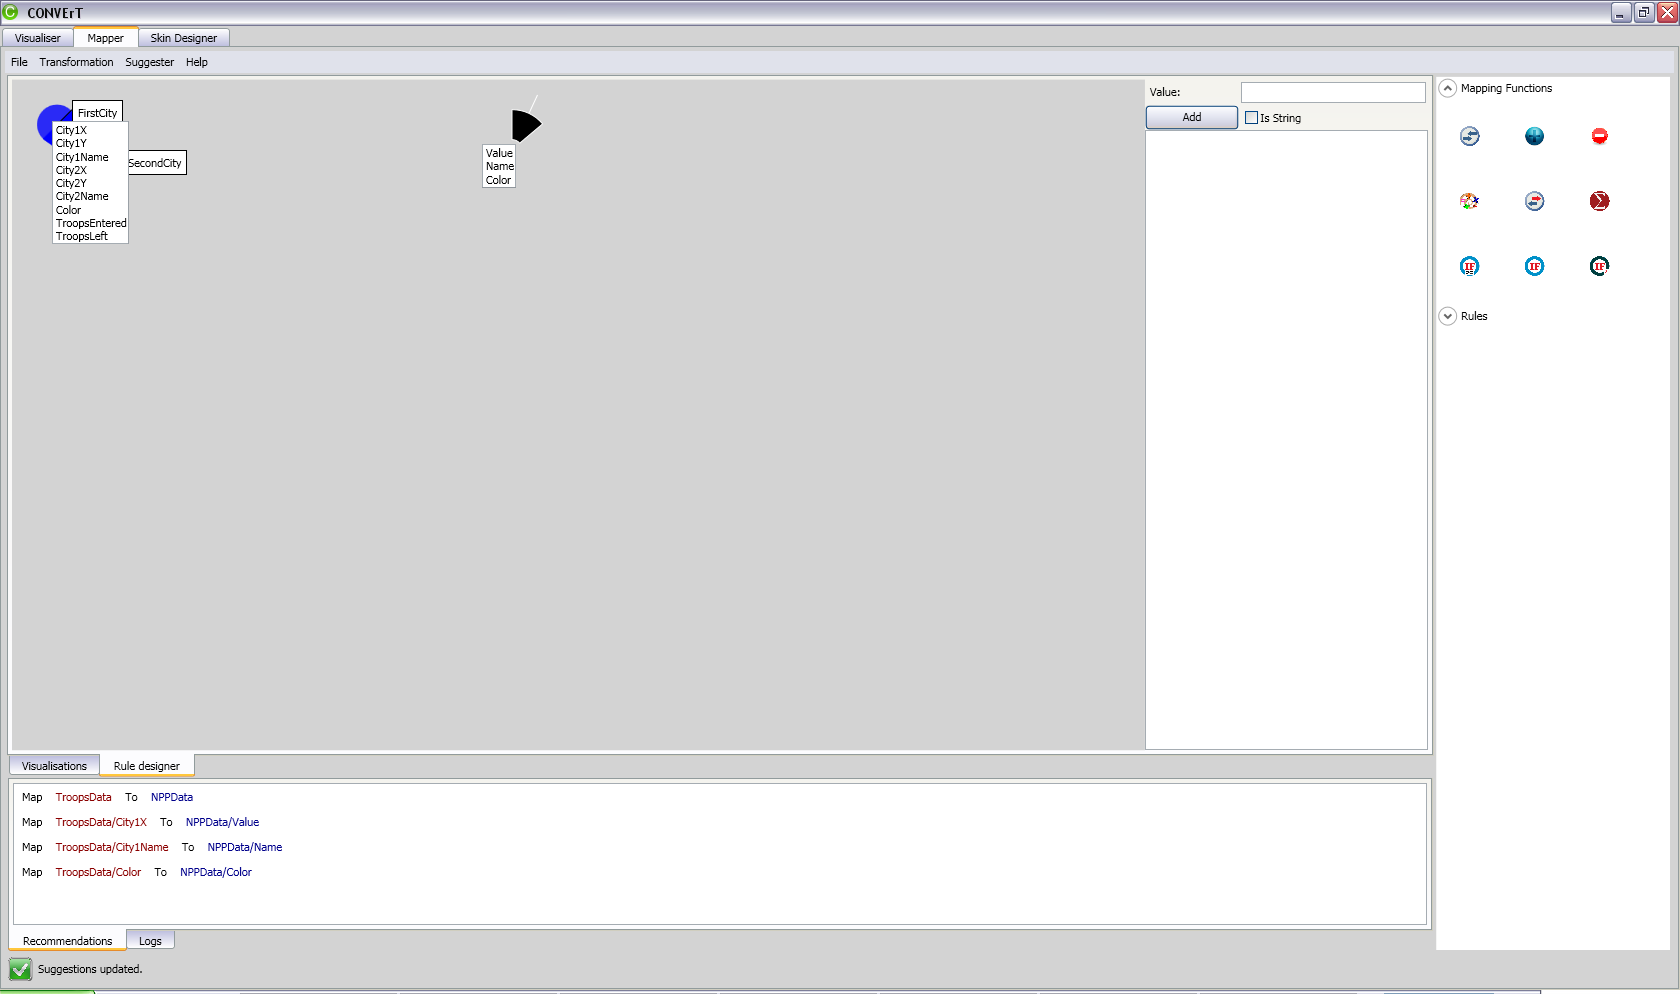 CONVErT
Visualiser Mapper Skin Designer
File Transformation Suggester Help
FirstCity
City1X
City1Y
City1Name
City2X
City2Y
City2Name
Color
TroopsEntered
TroopsLeft
SecondCity
Value
Name
Color
Value:
Add Is String
Mapping Functions
IF IF IF
Rules
Visualisations Rule designer
Map TroopsData To NPPData
Map TroopsData/City1X To NPPData/Value
Map TroopsData/City1Name To NPPData/Name
Map TroopsData/Color To NPPData/Color
Recommendations Logs
Suggestions updated.